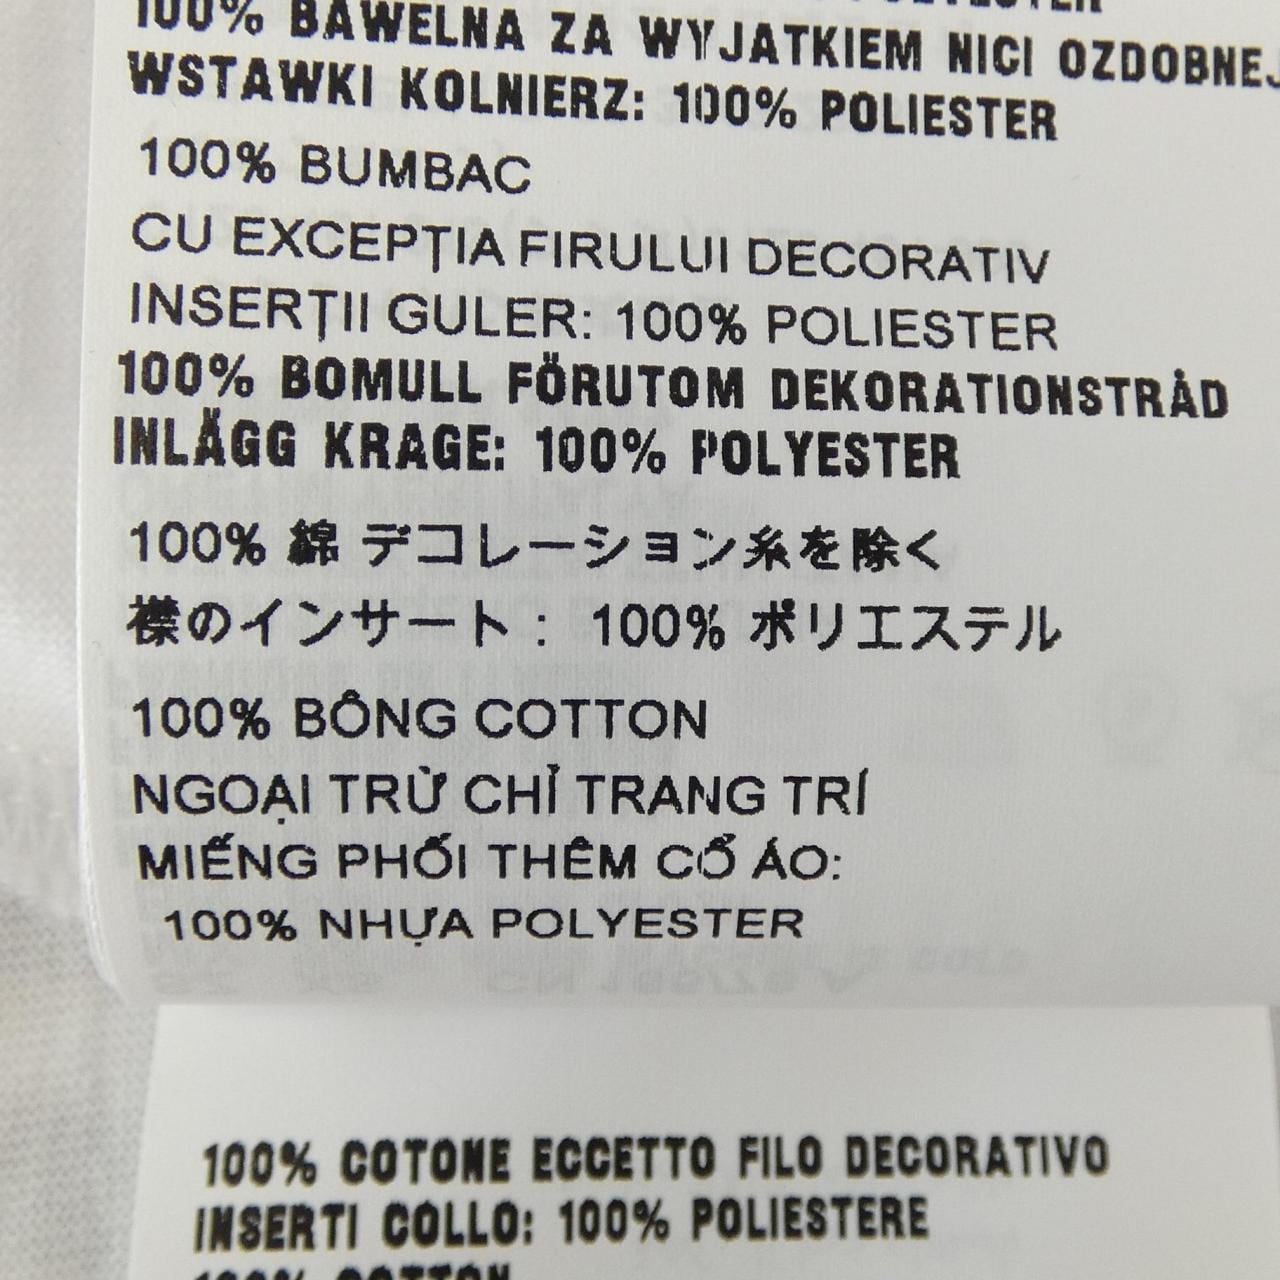 100% BAWELNA ZA WYJATKIEM NICI OZDOBNEJ
WSTAWKI KOLNIERZ: 100% POLIESTER
100% BUMBAC
CU EXCEPȚIA FIRULUI DECORATIV
INSERȚII GULER: 100% POLIESTER
100% BOMULL FÖRUTOM DEKORATIONSTRÅD
INLÄGG KRAGE: 100% POLYESTER
100% 綿 デコレーション糸を除く
襟のインサート: 100% ポリエステル
100% BÔNG COTTON
NGOẠI TRỪ CHỈ TRANG TRÍ
MIẾNG PHỐI THÊM CỔ ÁO:
100% NHỰA POLYESTER
100% COTONE ECCETTO FILO DECORATIVO
INSERTI COLLO: 100% POLIESTERE
100% COTTON